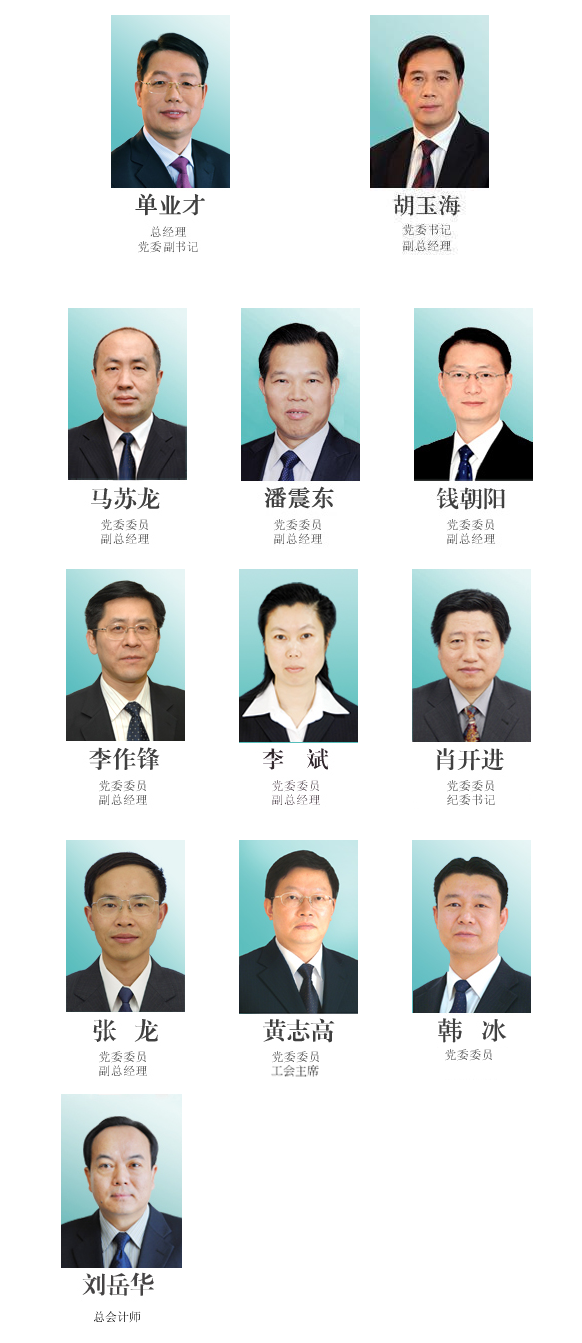 单业才
总经理
党委副书记
胡玉海
党委书记
副总经理
马苏龙
党委委员
副总经理
潘震东
党委委员
副总经理
钱朝阳
党委委员
副总经理
李作锋
党委委员
副总经理
李 斌
党委委员
副总经理
肖开进
党委委员
纪委书记
张 龙
党委委员
副总经理
黄志高
党委委员
工会主席
韩 冰
党委委员
刘岳华
总会计师